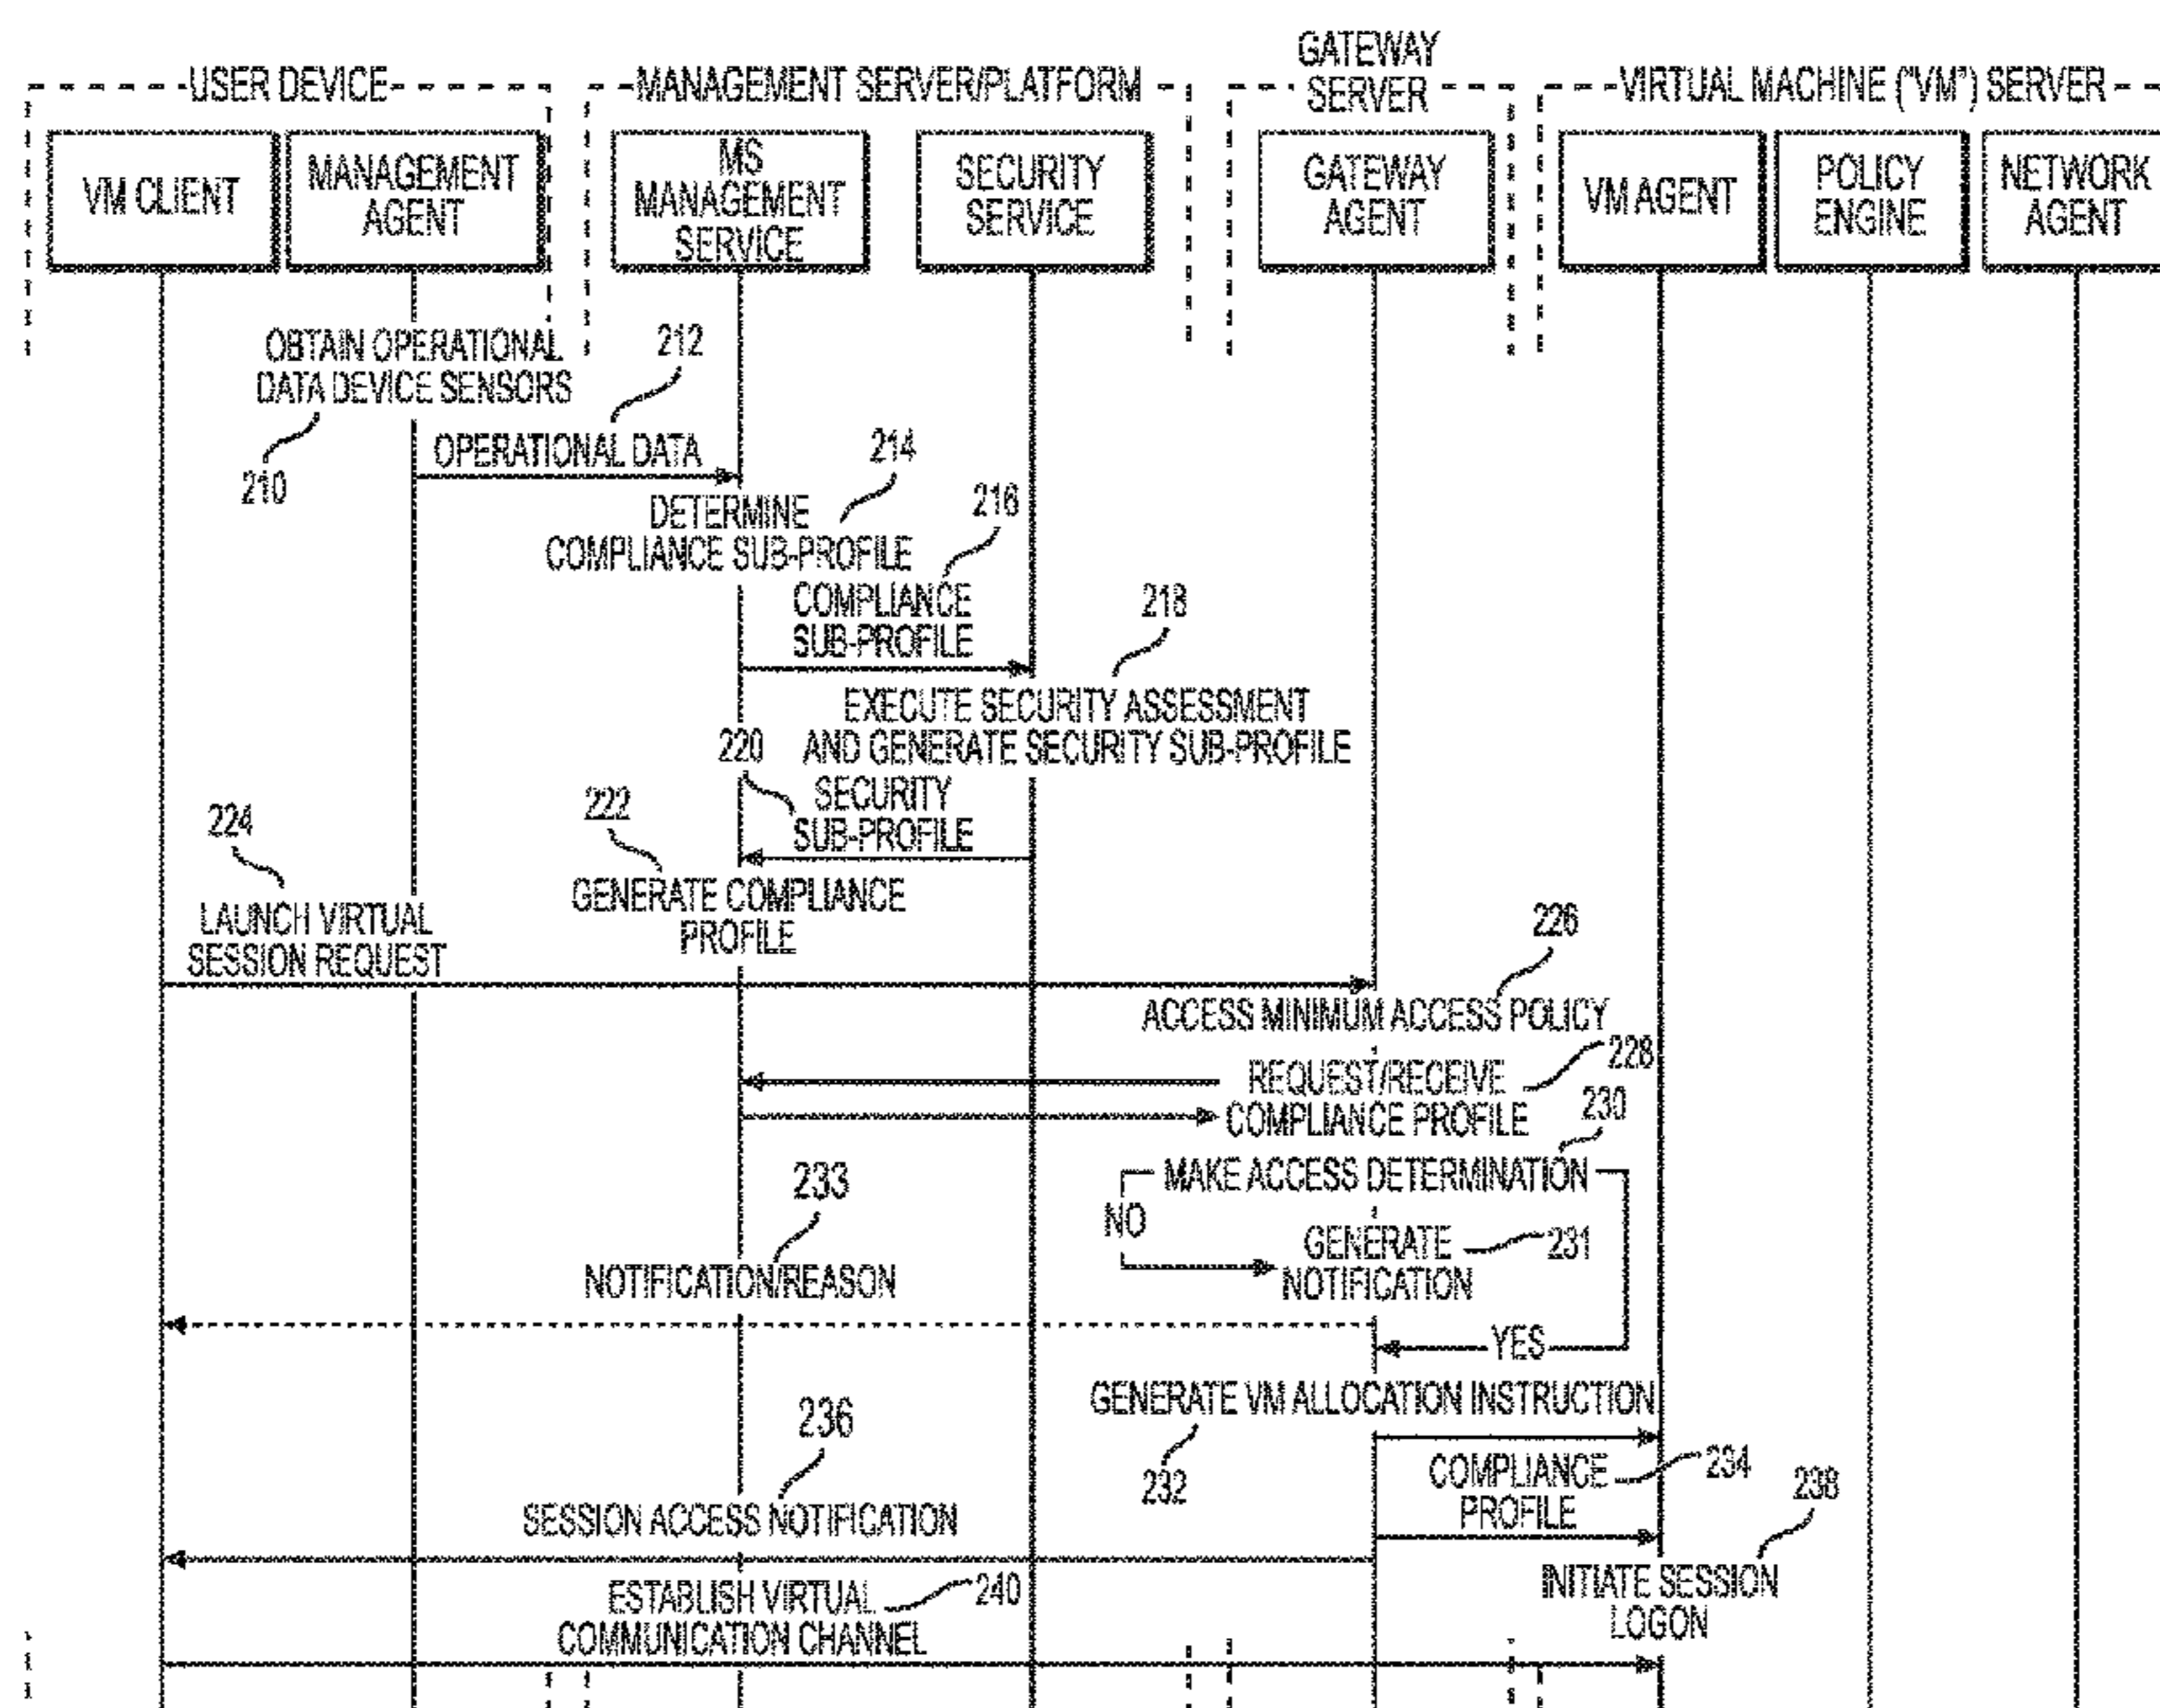 GATEWAY
USER DEVICE
MANAGEMENT SERVER/PLATFORM
SERVER
VIRTUAL MACHINE ("VM") SERVER
VM CLIENT
MANAGEMENT
AGENT
MS
MANAGEMENT
SERVICE
SECURITY
SERVICE
GATEWAY
AGENT
VM AGENT
POLICY
ENGINE
NETWORK
AGENT
OBTAIN OPERATIONAL
DATA DEVICE SENSORS
210
212
OPERATIONAL DATA
214
DETERMINE
COMPLIANCE SUB-PROFILE
216
COMPLIANCE
SUB-PROFILE
218
EXECUTE SECURITY ASSESSMENT
AND GENERATE SECURITY SUB-PROFILE
220
SECURITY
SUB-PROFILE
222
GENERATE COMPLIANCE
PROFILE
224
LAUNCH VIRTUAL
SESSION REQUEST
226
ACCESS MINIMUM ACCESS POLICY
228
REQUEST/RECEIVE
COMPLIANCE PROFILE
230
MAKE ACCESS DETERMINATION
NO
GENERATE
NOTIFICATION
231
233
NOTIFICATION/REASON
YES
GENERATE VM ALLOCATION INSTRUCTION
232
COMPLIANCE
PROFILE
234
236
SESSION ACCESS NOTIFICATION
238
INITIATE SESSION
LOGON
ESTABLISH VIRTUAL
COMMUNICATION CHANNEL
240